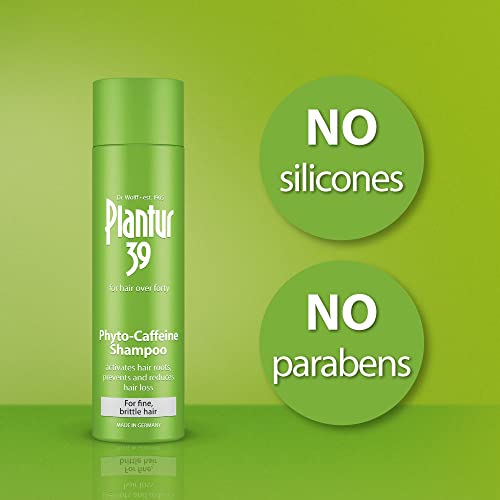 Dr. Wolff • est. 1905
Plantur
39
for hair over forty
Phyto-Caffeine
Shampoo
activates hair roots,
prevents and reduces
hair loss
For fine,
brittle hair
MADE IN GERMANY
NO
silicones
NO
parabens